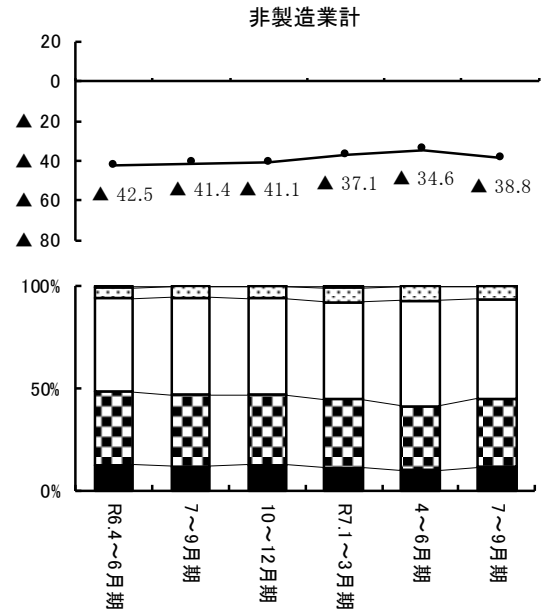 非製造業計
20
0
▲ 20
▲ 40
▲ 60
▲ 80
▲ 42.5
▲ 41.4
▲ 41.1
▲ 37.1
▲ 34.6
▲ 38.8
100%
50%
0%
R6.4～6月期
7～9月期
10～12月期
R7.1～3月期
4～6月期
7～9月期